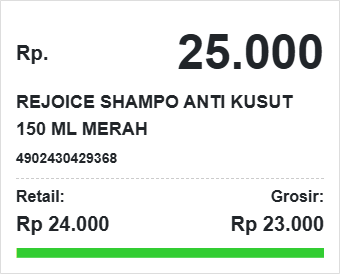 Rp. 25.000
REJOICE SHAMPO ANTI KUSUT
150 ML MERAH
4902430429368
Retail: Grosir:
Rp 24.000 Rp 23.000